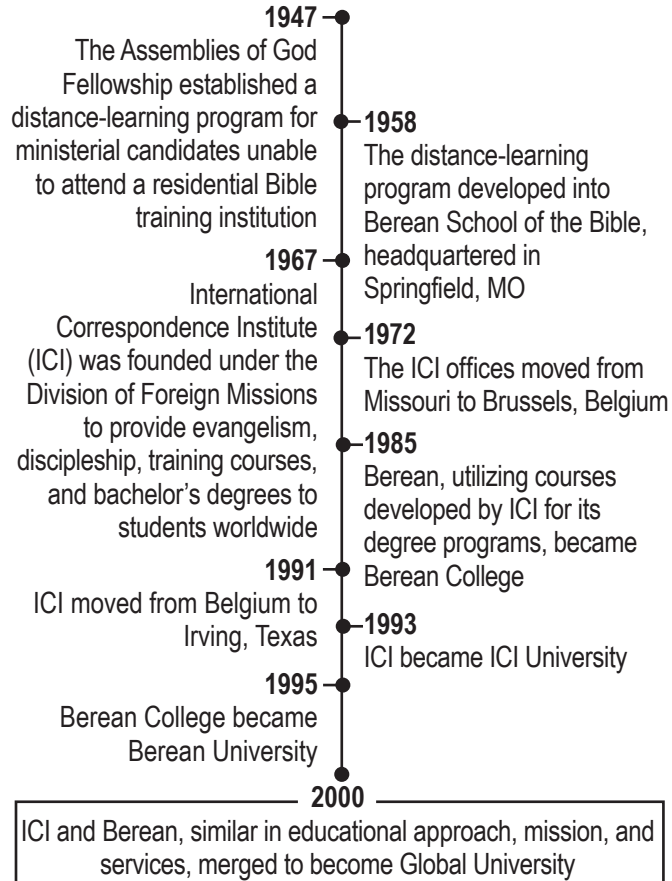 1947
The Assemblies of God
Fellowship established a
distance-learning program for
ministerial candidates unable
to attend a residential Bible
training institution
1958
The distance-learning
program developed into
Berean School of the Bible,
headquartered in
Springfield, MO
1967
International
Correspondence Institute
(ICI) was founded under the
Division of Foreign Missions
to provide evangelism,
discipleship, training courses,
and bachelor’s degrees to
students worldwide
1972
The ICI offices moved from
Missouri to Brussels, Belgium
1985
Berean, utilizing courses
developed by ICI for its
degree programs, became
Berean College
1991
ICI moved from Belgium to
Irving, Texas
1993
ICI became ICI University
1995
Berean College became
Berean University
2000
ICI and Berean, similar in educational approach, mission, and
services, merged to become Global University